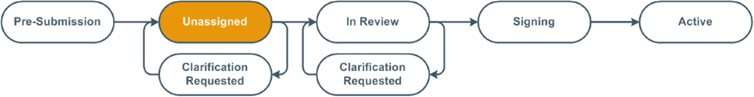 Pre-Submission
Unassigned
In Review
Signing
Active
Clarification
Requested
Clarification
Requested